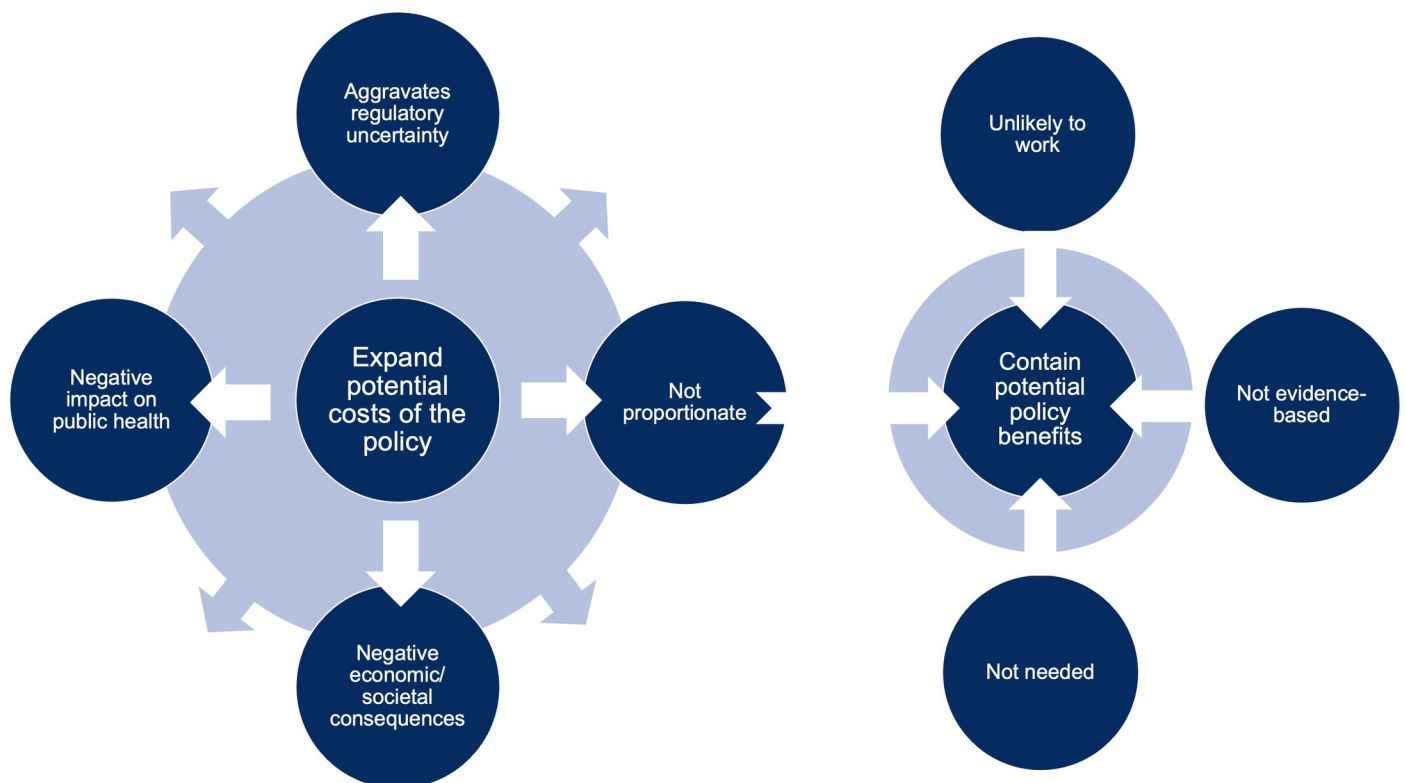 Aggravates
regulatory
uncertainty
Negative
impact on
public health
Expand
potential
costs of the
policy
Not
proportionate
Negative
economic/
societal
consequences
Unlikely to
work
Contain
potential
policy
benefits
Not evidence-
based
Not needed